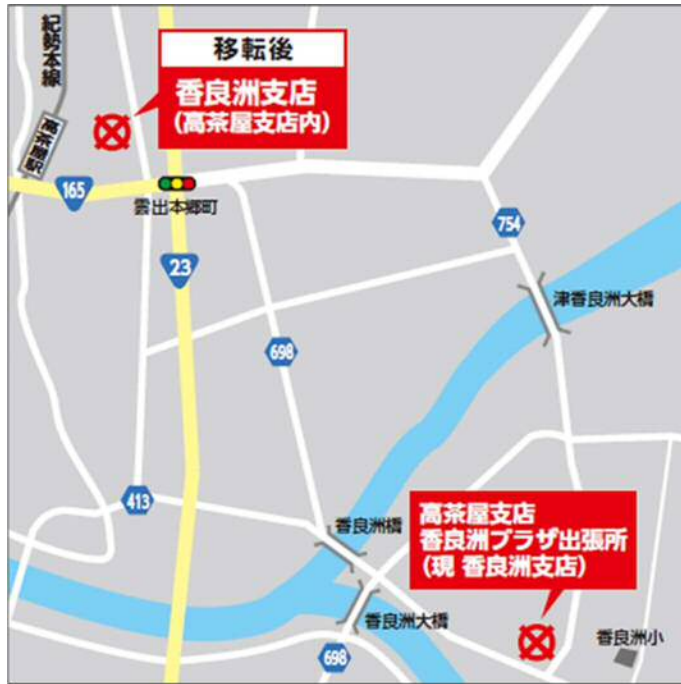 紀勢本線
移転後
香良洲支店
(高茶屋支店内)
高茶屋駅
165
雲出本郷町
23
754
津香良洲大橋
698
413
香良洲橋
高茶屋支店
香良洲プラザ出張所
(現 香良洲支店)
香良洲大橋
698
香良洲小